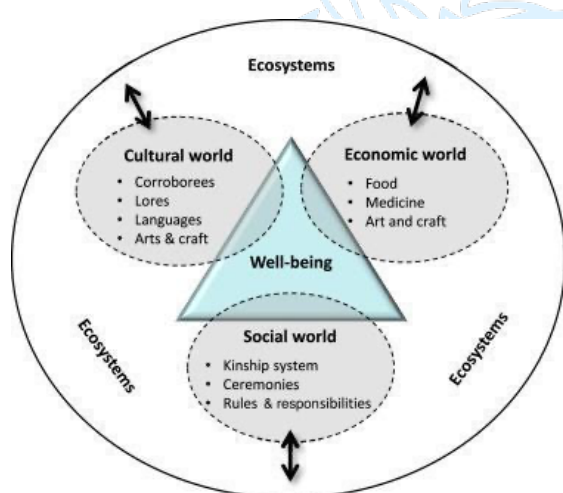 Ecosystems
Cultural world
• Corroborees
• Lores
• Languages
• Arts & craft
Economic world
• Food
• Medicine
• Art and craft
Well-being
Ecosystems
Ecosystems
Social world
• Kinship system
• Ceremonies
• Rules & responsibilities